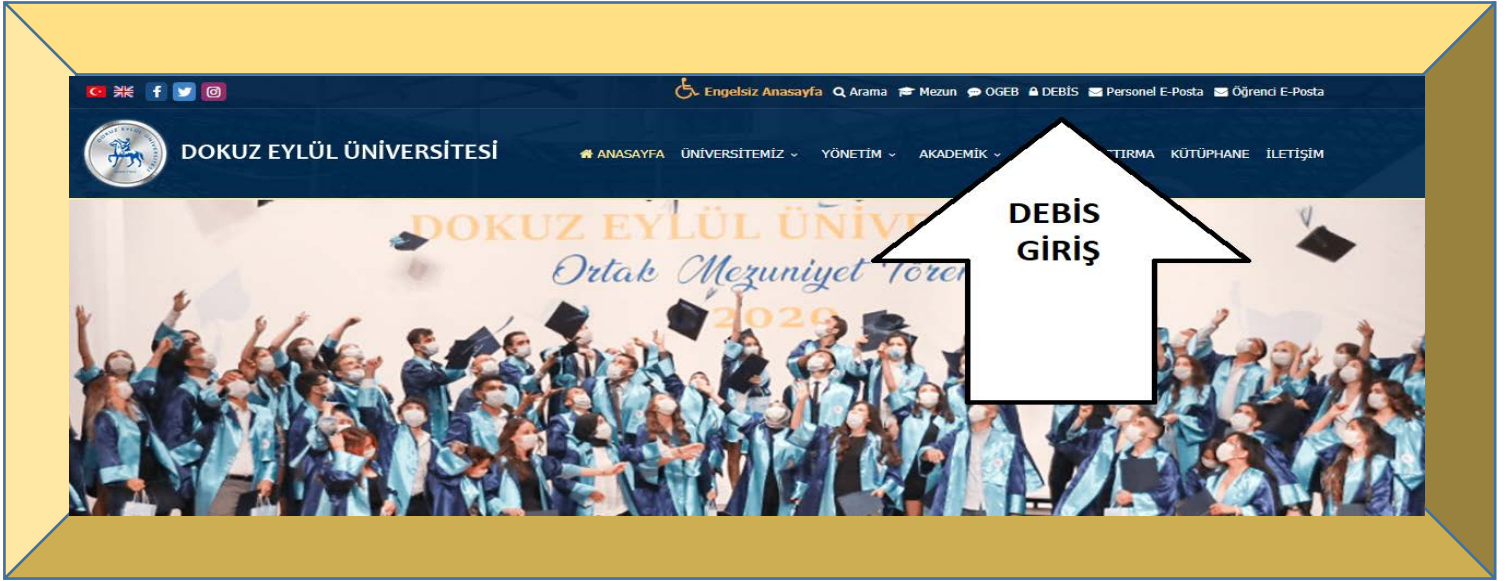 Engelsiz Anasayfa Arama Mezun OGEB DEBİS Personel E-Posta Öğrenci E-Posta
DOKUZ EYLÜL ÜNİVERSİTESİ
ANASAYFA ÜNİVERSİTEMİZ YÖNETİM AKADEMİK KÜTÜPHANE İLETİŞİM
DEBİS
GİRİŞ
DOKUZ EYLÜL
Ortak Mezuniyet
2020